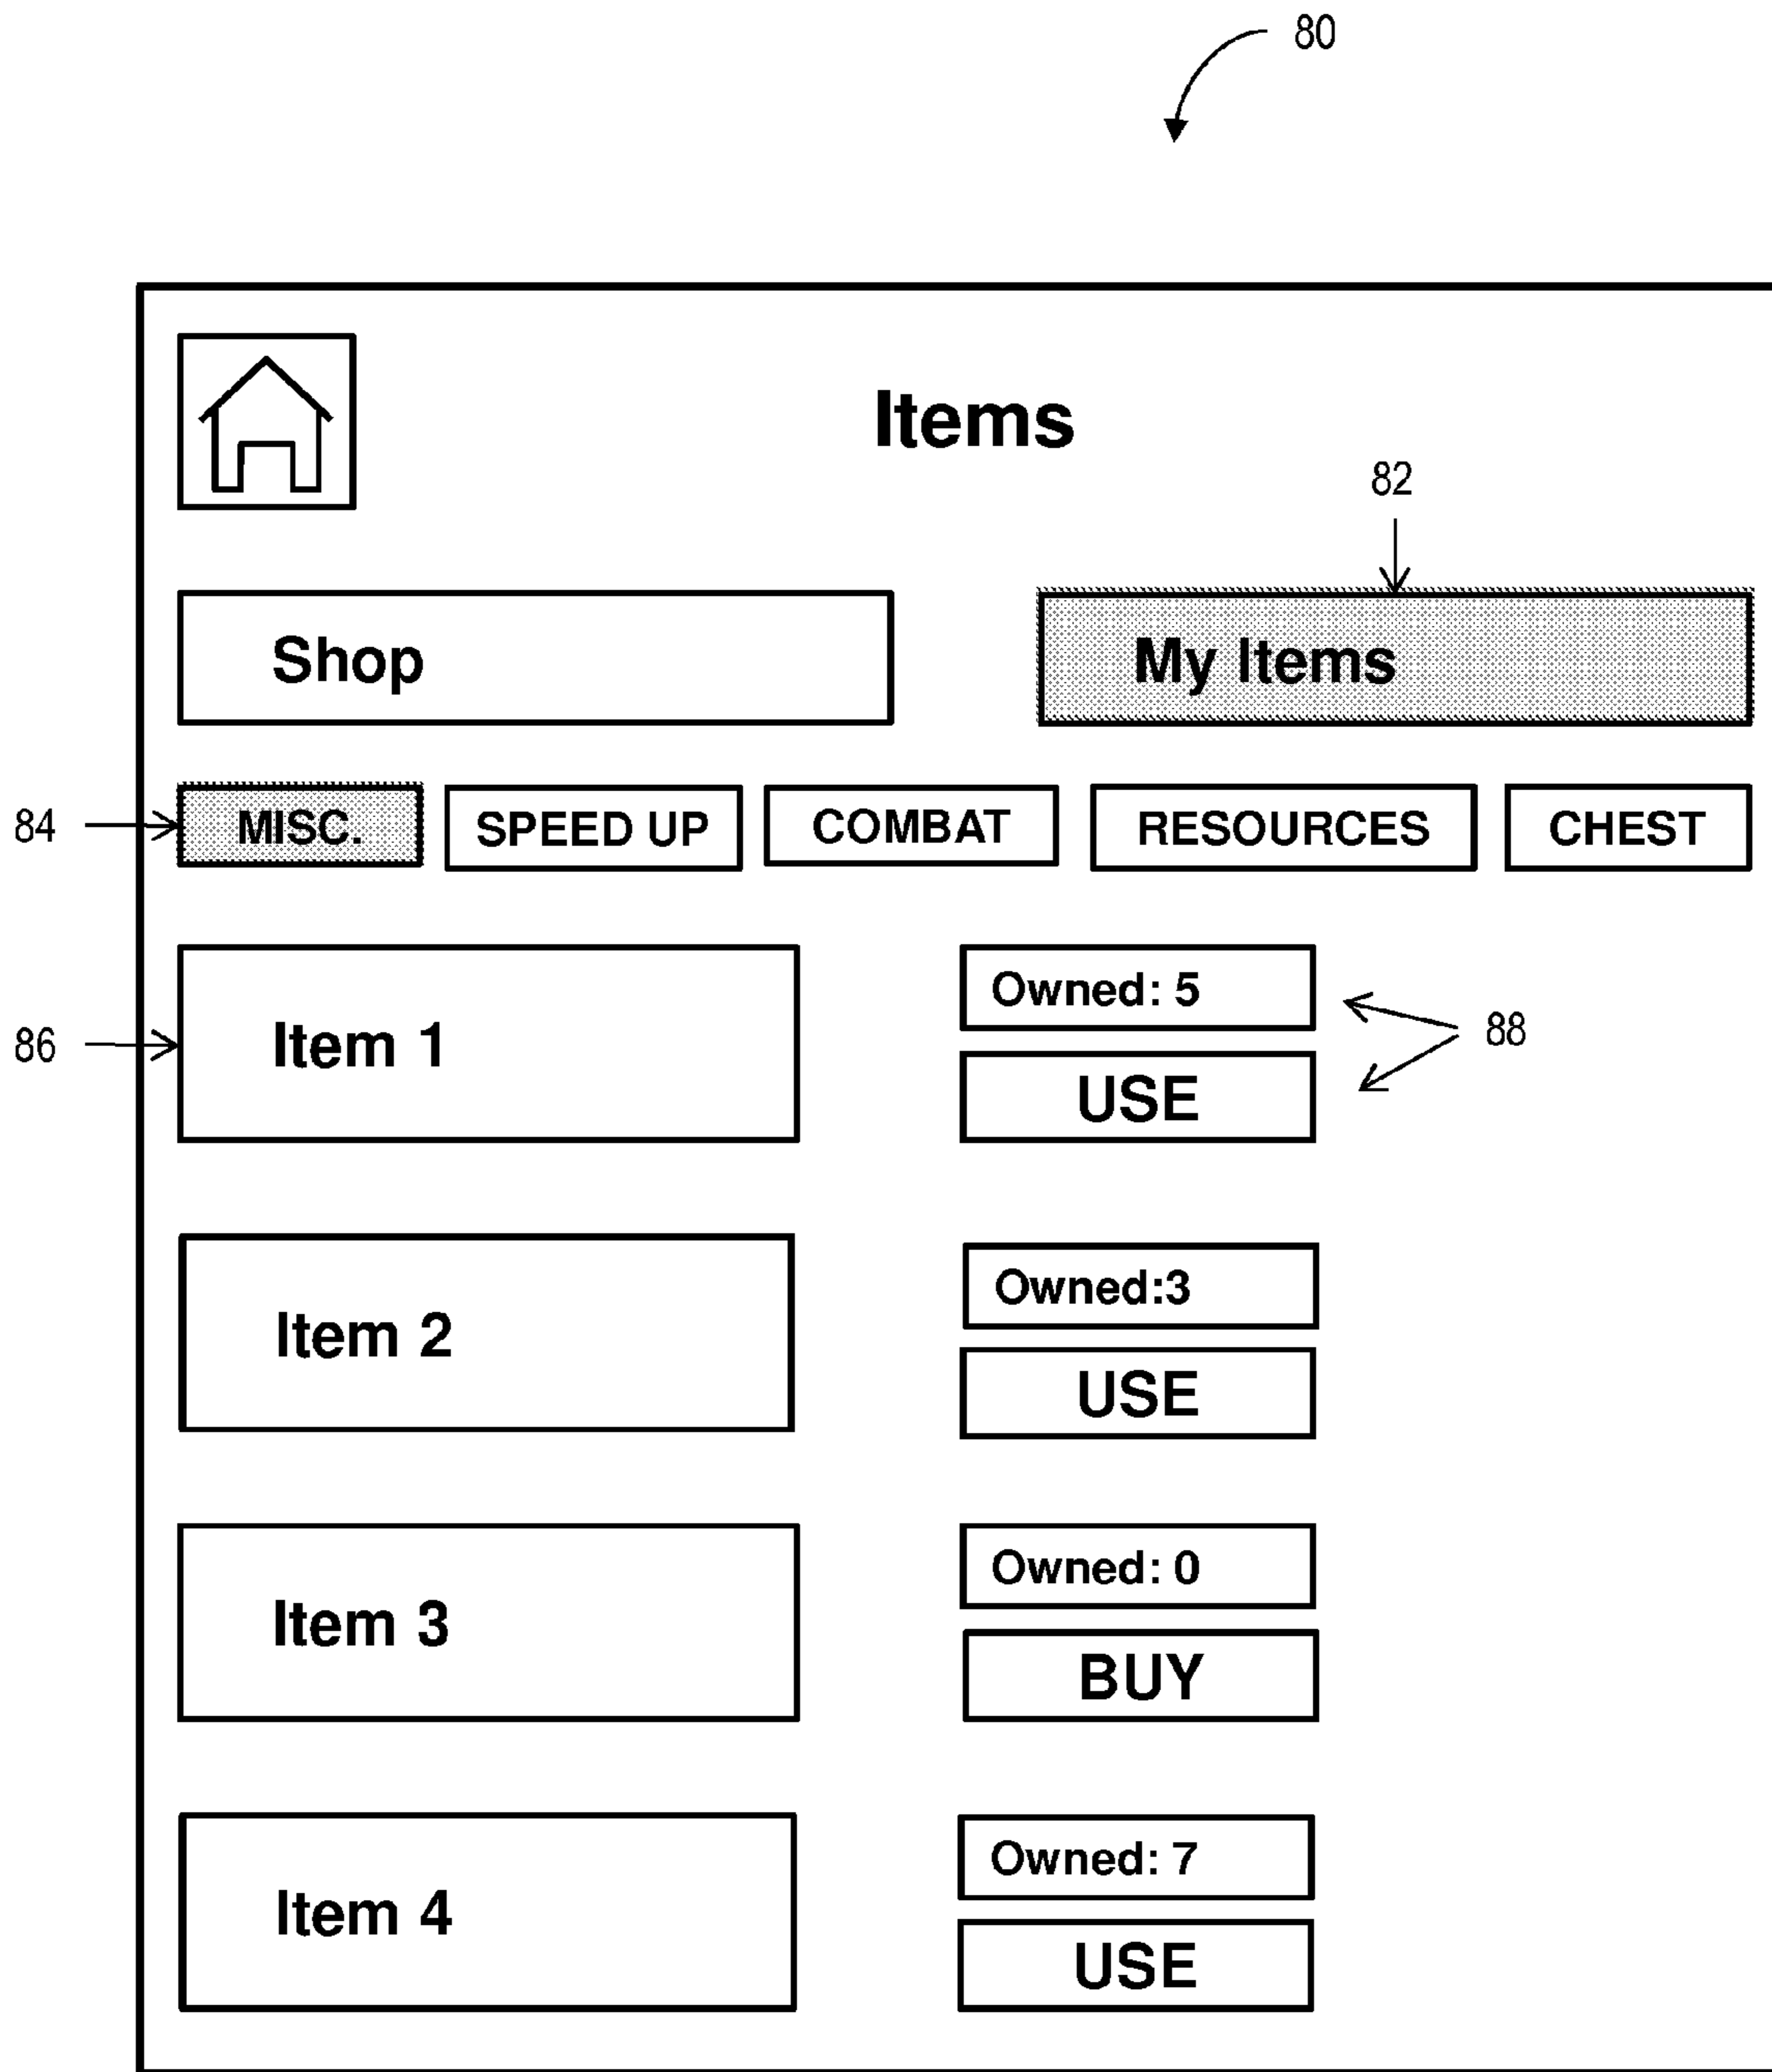 80
Items
82
Shop
My Items
84
MISC.
SPEED UP
COMBAT
RESOURCES
CHEST
Owned: 5
86
Item 1
88
USE
Owned:3
Item 2
USE
Owned: 0
Item 3
BUY
Owned: 7
Item 4
USE